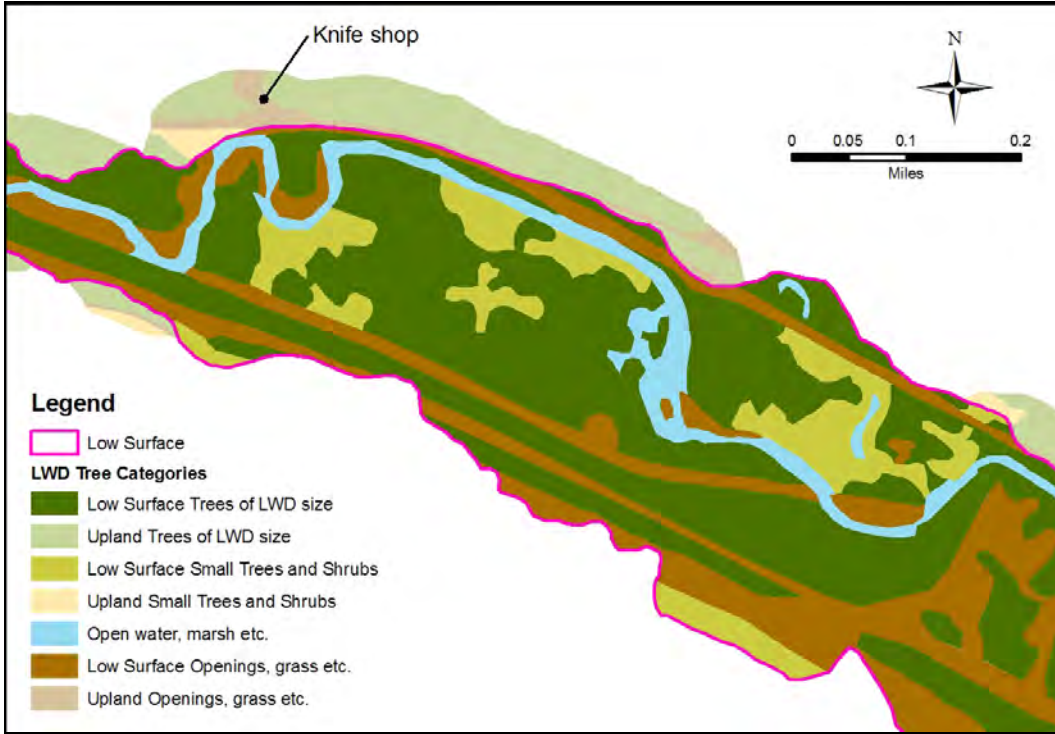 Knife shop
N
0 0.05 0.1 0.2
Miles
Legend
Low Surface
LWD Tree Categories
Low Surface Trees of LWD size
Upland Trees of LWD size
Low Surface Small Trees and Shrubs
Upland Small Trees and Shrubs
Open water, marsh etc.
Low Surface Openings, grass etc.
Upland Openings, grass etc.